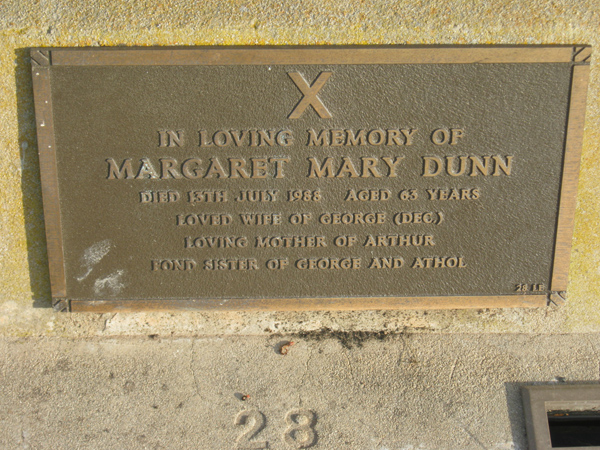 IN LOVING MEMORY OF
MARGARET MARY DUNN
DIED 13TH JULY 1988 AGED 63 YEARS
LOVED WIFE OF GEORGE (DEC)
LOVING MOTHER OF ARTHUR
FOND SISTER OF GEORGE AND ATHOL
28